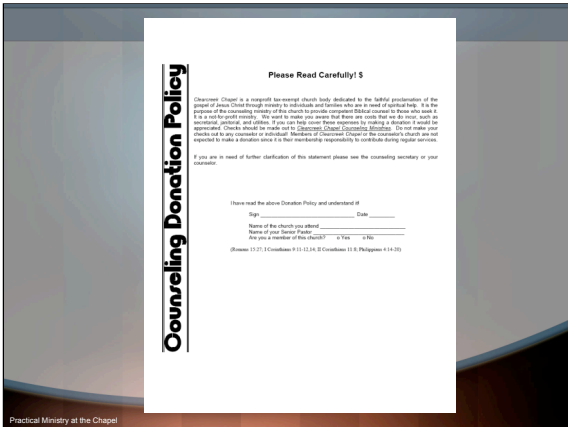 Counseling Donation Policy
Please Read Carefully! $
Clearcreek Chapel is a nonprofit tax-exempt church body dedicated to the faithful proclamation of the
gospel of Jesus Christ through ministry to individuals and families who are in need of spiritual help. It is the
purpose of the counseling ministry of this church to provide competent Biblical counsel to those who seek it.
It is a not-for-profit ministry. We want to make you aware that there are costs that we do incur, such as
secretarial, janitorial, and utilities. If you can help cover these expenses by making a donation it would be
appreciated. Checks should be made out to Clearcreek Chapel Counseling Ministries. Do not make your
checks out to any counselor or individual! Members of Clearcreek Chapel or the counselor's church are not
expected to make a donation since it is their membership responsibility to contribute during regular services.
If you are in need of further clarification of this statement please see the counseling secretary or your
counselor.
I have read the above Donation Policy and understand it!
Sign ______________________________ Date ________
Name of the church you attend ___________________________
Name of your Senior Pastor _____________________________
Are you a member of this church? o Yes o No
(Romans 15:27; I Corinthians 9:11-12,14; II Corinthians 11:8; Philippians 4:14-20)
Practical Ministry at the Chapel